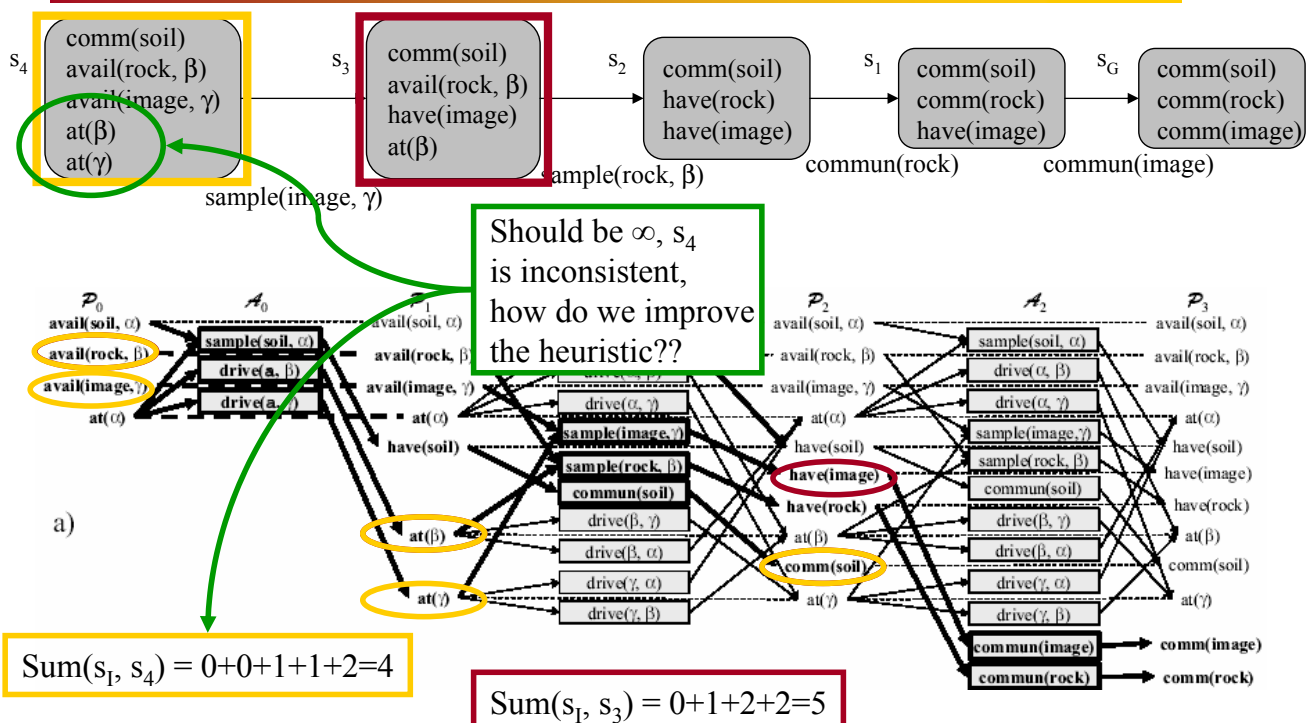 s4
comm(soil)
avail(rock, β)
avail(image, γ)
at(β)
at(γ)
sample(image, γ)
s3
comm(soil)
avail(rock, β)
have(image)
at(β)
sample(rock, β)
s2
comm(soil)
have(rock)
have(image)
commun(rock)
s1
comm(soil)
comm(rock)
have(image)
commun(image)
sG
comm(soil)
comm(rock)
comm(image)
Should be ∞, s4
is inconsistent,
how do we improve
the heuristic??
a)
P0
avail(soil, α)
avail(rock, β)
avail(image,γ)
at(α)
A0
sample(soil, α)
drive(a, β)
drive(a, γ)
P1
avail(soil, α)
avail(rock, β)
avail(image, γ)
at(α)
have(soil)
at(β)
at(γ)
drive(α, β)
drive(α, γ)
sample(image,γ)
sample(rock, β)
commun(soil)
drive(β, γ)
drive(β, α)
drive(γ, α)
drive(γ, β)
P2
avail(soil, α)
avail(rock, β)
avail(image, γ)
at(α)
have(soil)
have(image)
have(rock)
at(β)
comm(soil)
at(γ)
A2
sample(soil, α)
drive(α, β)
drive(α, γ)
sample(image,γ)
sample(rock, β)
commun(soil)
drive(β, γ)
drive(β, α)
drive(γ, α)
drive(γ, β)
commun(image)
commun(rock)
P3
avail(soil, α)
avail(rock, β)
avail(image,γ)
at(α)
have(soil)
have(image)
have(rock)
at(β)
comm(soil)
at(γ)
comm(image)
comm(rock)
Sum(sI, s4) = 0+0+1+1+2=4
Sum(sI, s3) = 0+1+2+2=5